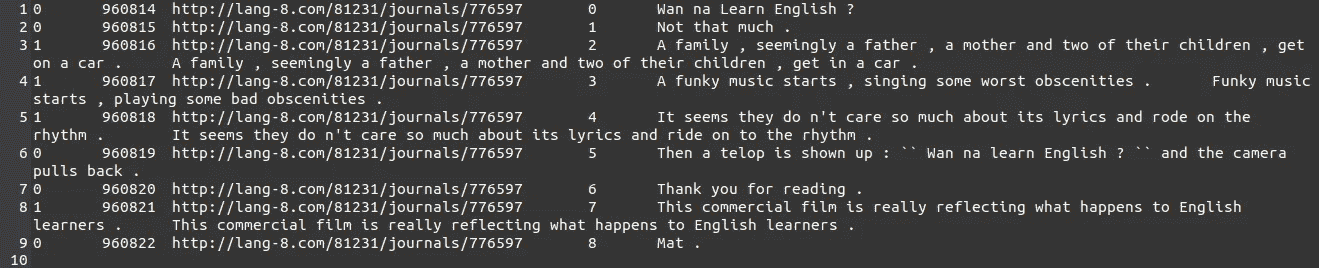 1 0 960814 http://lang-8.com/81231/journals/776597 0 Wan na Learn English ?
2 0 960815 http://lang-8.com/81231/journals/776597 1 Not that much .
3 1 960816 http://lang-8.com/81231/journals/776597 2 A family , seemingly a father , a mother and two of their children , get
on a car . A family , seemingly a father , a mother and two of their children , get in a car .
4 1 960817 http://lang-8.com/81231/journals/776597 3 A funky music starts , singing some worst obscenities . Funky music
starts , playing some bad obscenities .
5 1 960818 http://lang-8.com/81231/journals/776597 4 It seems they do n't care so much about its lyrics and rode on the
rhythm . It seems they do n't care so much about its lyrics and ride on to the rhythm .
6 0 960819 http://lang-8.com/81231/journals/776597 5 Then a telop is shown up : `` Wan na learn English ? `` and the camera
pulls back .
7 0 960820 http://lang-8.com/81231/journals/776597 6 Thank you for reading .
8 1 960821 http://lang-8.com/81231/journals/776597 7 This commercial film is really reflecting what happens to English
learners . This commercial film is really reflecting what happens to English learners .
9 0 960822 http://lang-8.com/81231/journals/776597 8 Mat .
10